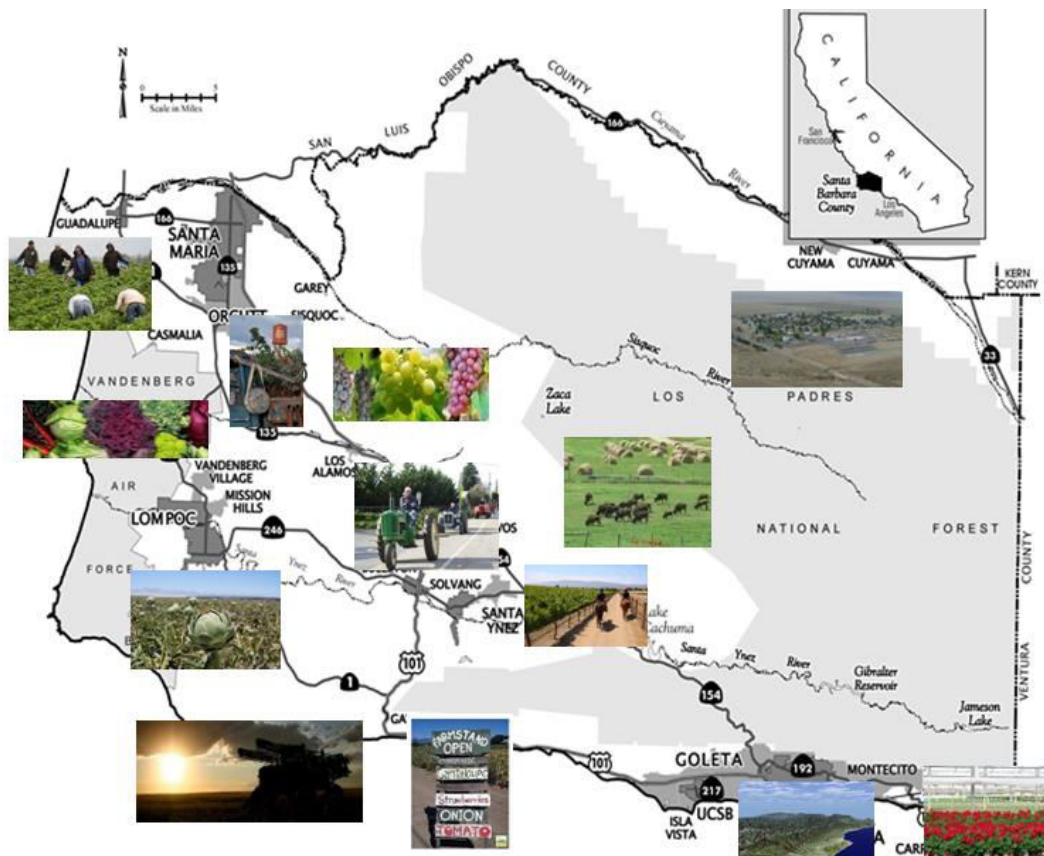 N
Scale in Miles
0
5
CALIFORNIA
San
Francisco
Santa
Barbara
County
Los
Angeles
OBISPO
COUNTY
LUIS
SAN
166
Cuyama
River
NEW
CUYAMA
CUYAMA
KERN
COUNTY
33
GUADALUPE
166
SANTA
MARIA
135
ORCUTT
GAREY
SISQUOC
CASMALIA
VANDENBERG
AIR
FORCE
135
LOS
ALAMOS
VANDENBERG
VILLAGE
MISSION
HILLS
LOMPOC
246
Santa
Ynez
River
SOLVANG
SANTA
YNEZ
Sisquoc
River
Zaca
Lake
LOS
PADRES
NATIONAL
FOREST
VENTURA
COUNTY
Lake
Cachuma
Santa
Ynez
River
Gibralter
Reservoir
Jameson
Lake
101
1
154
FARMSTAND
OPEN
Strawberries
ONION
TOMATO
101
GOLETA
192
MONTECITO
217
ISLA
VISTA
UCSB